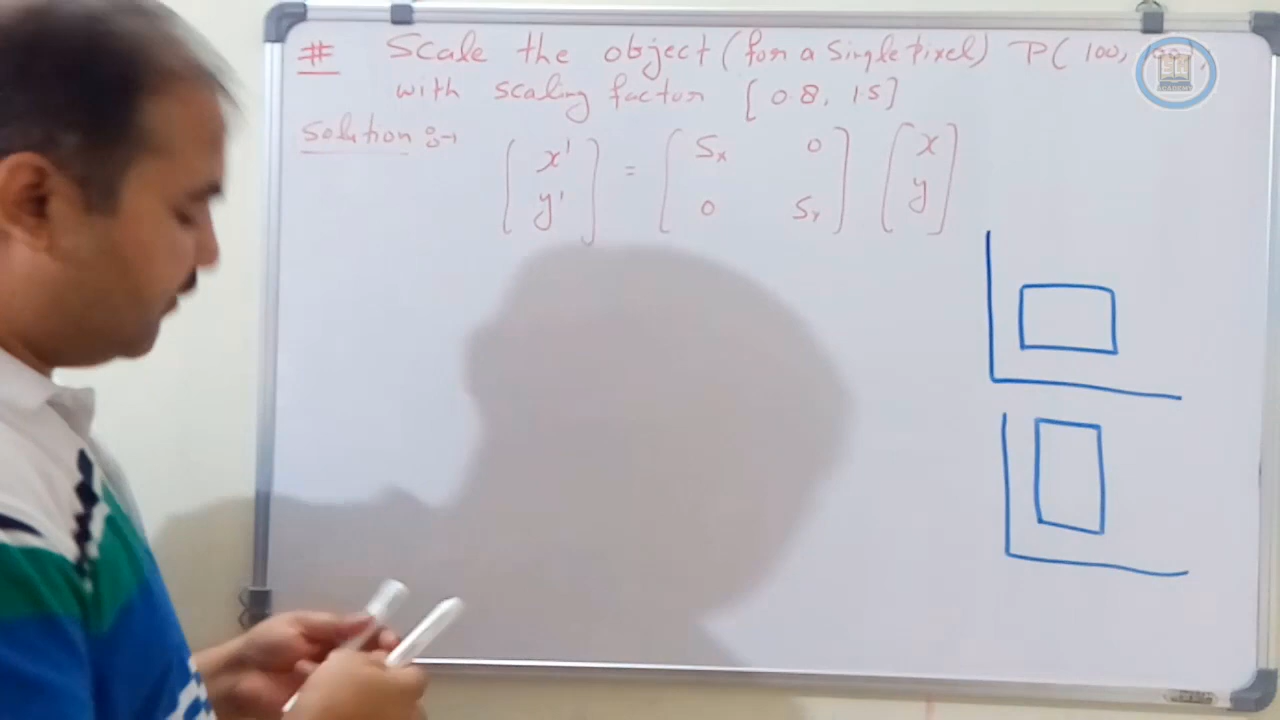 # Scale the object (for a single pixel) P( 100,
with scaling factor [ 0.8, 1.5]
Solution :-
[ x' ] = [ Sx 0 ] [ x ]
[ y' ] [ 0 Sy ] [ y ]
ACADEMY